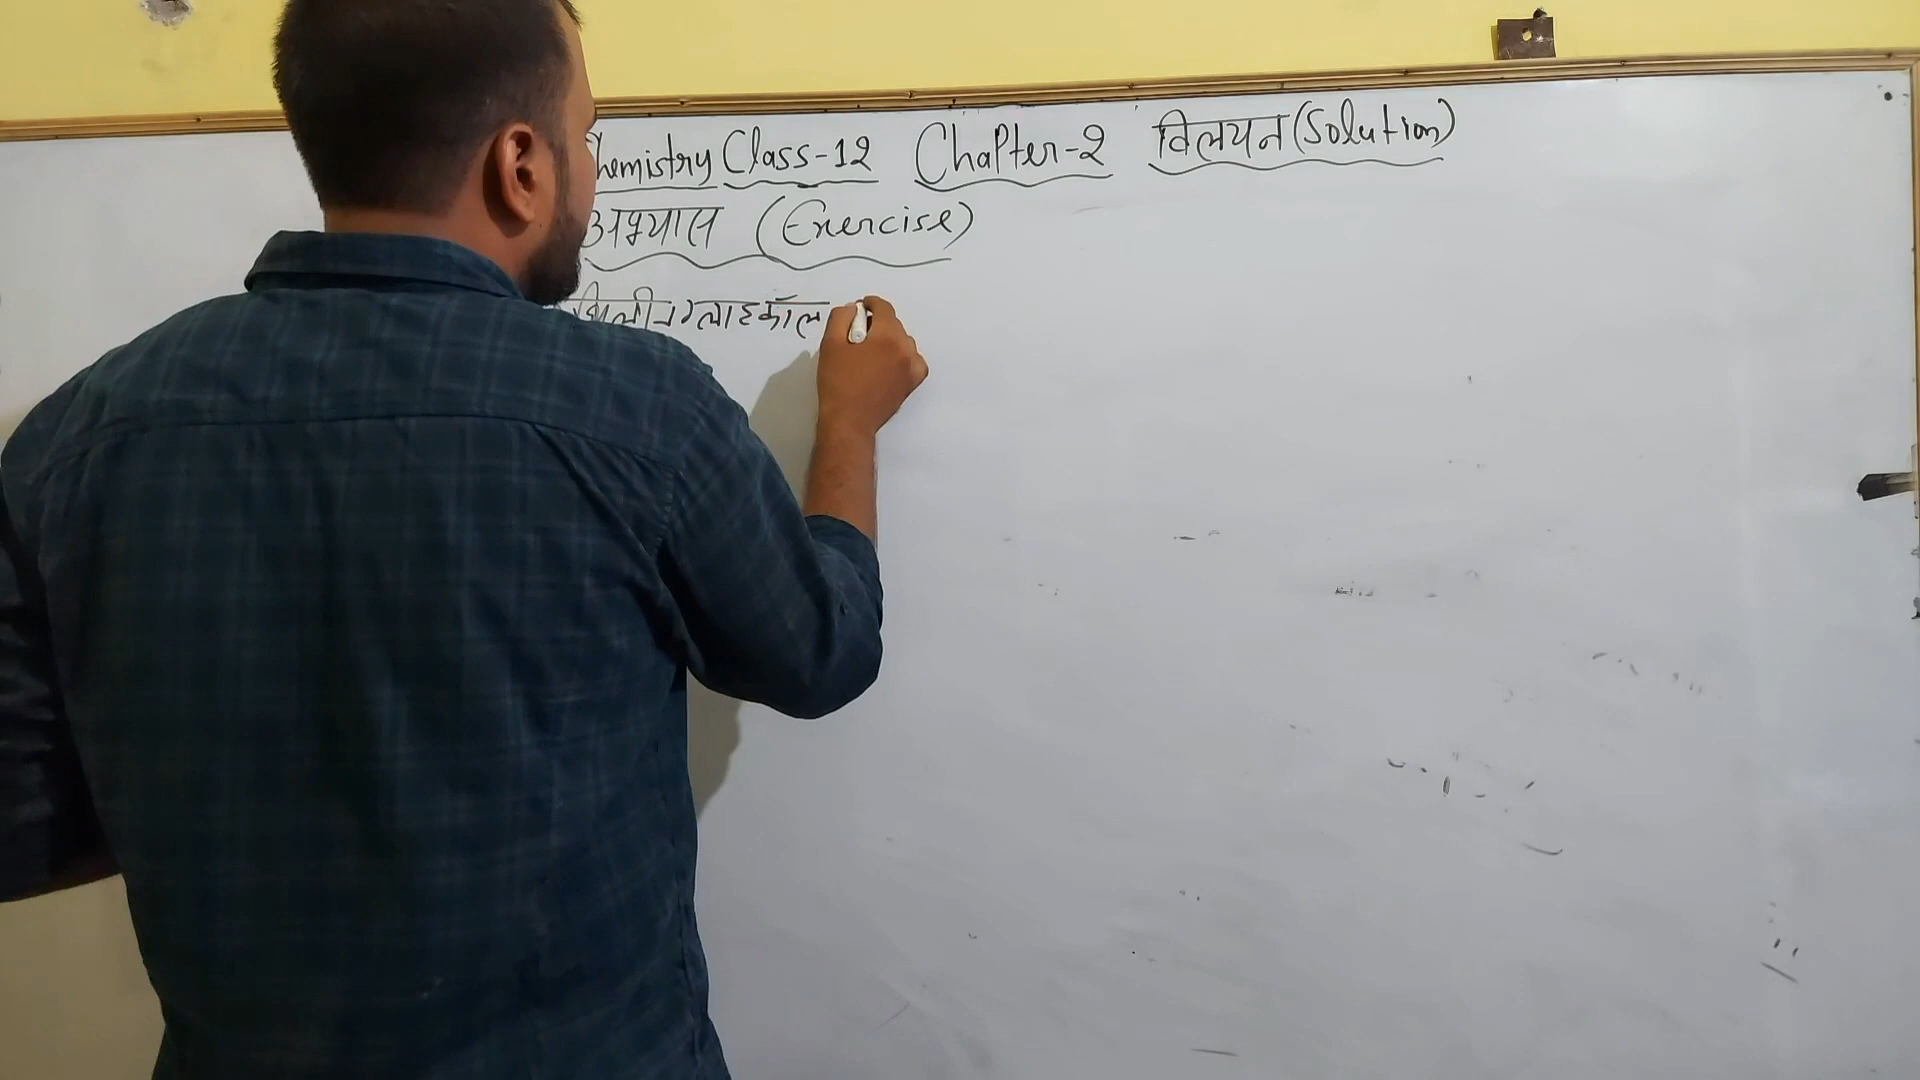 Chemistry Class-12 Chapter-2 विलयन (Solution)
अभ्यास (Exercise)
थिलीन ग्लाइकॉल